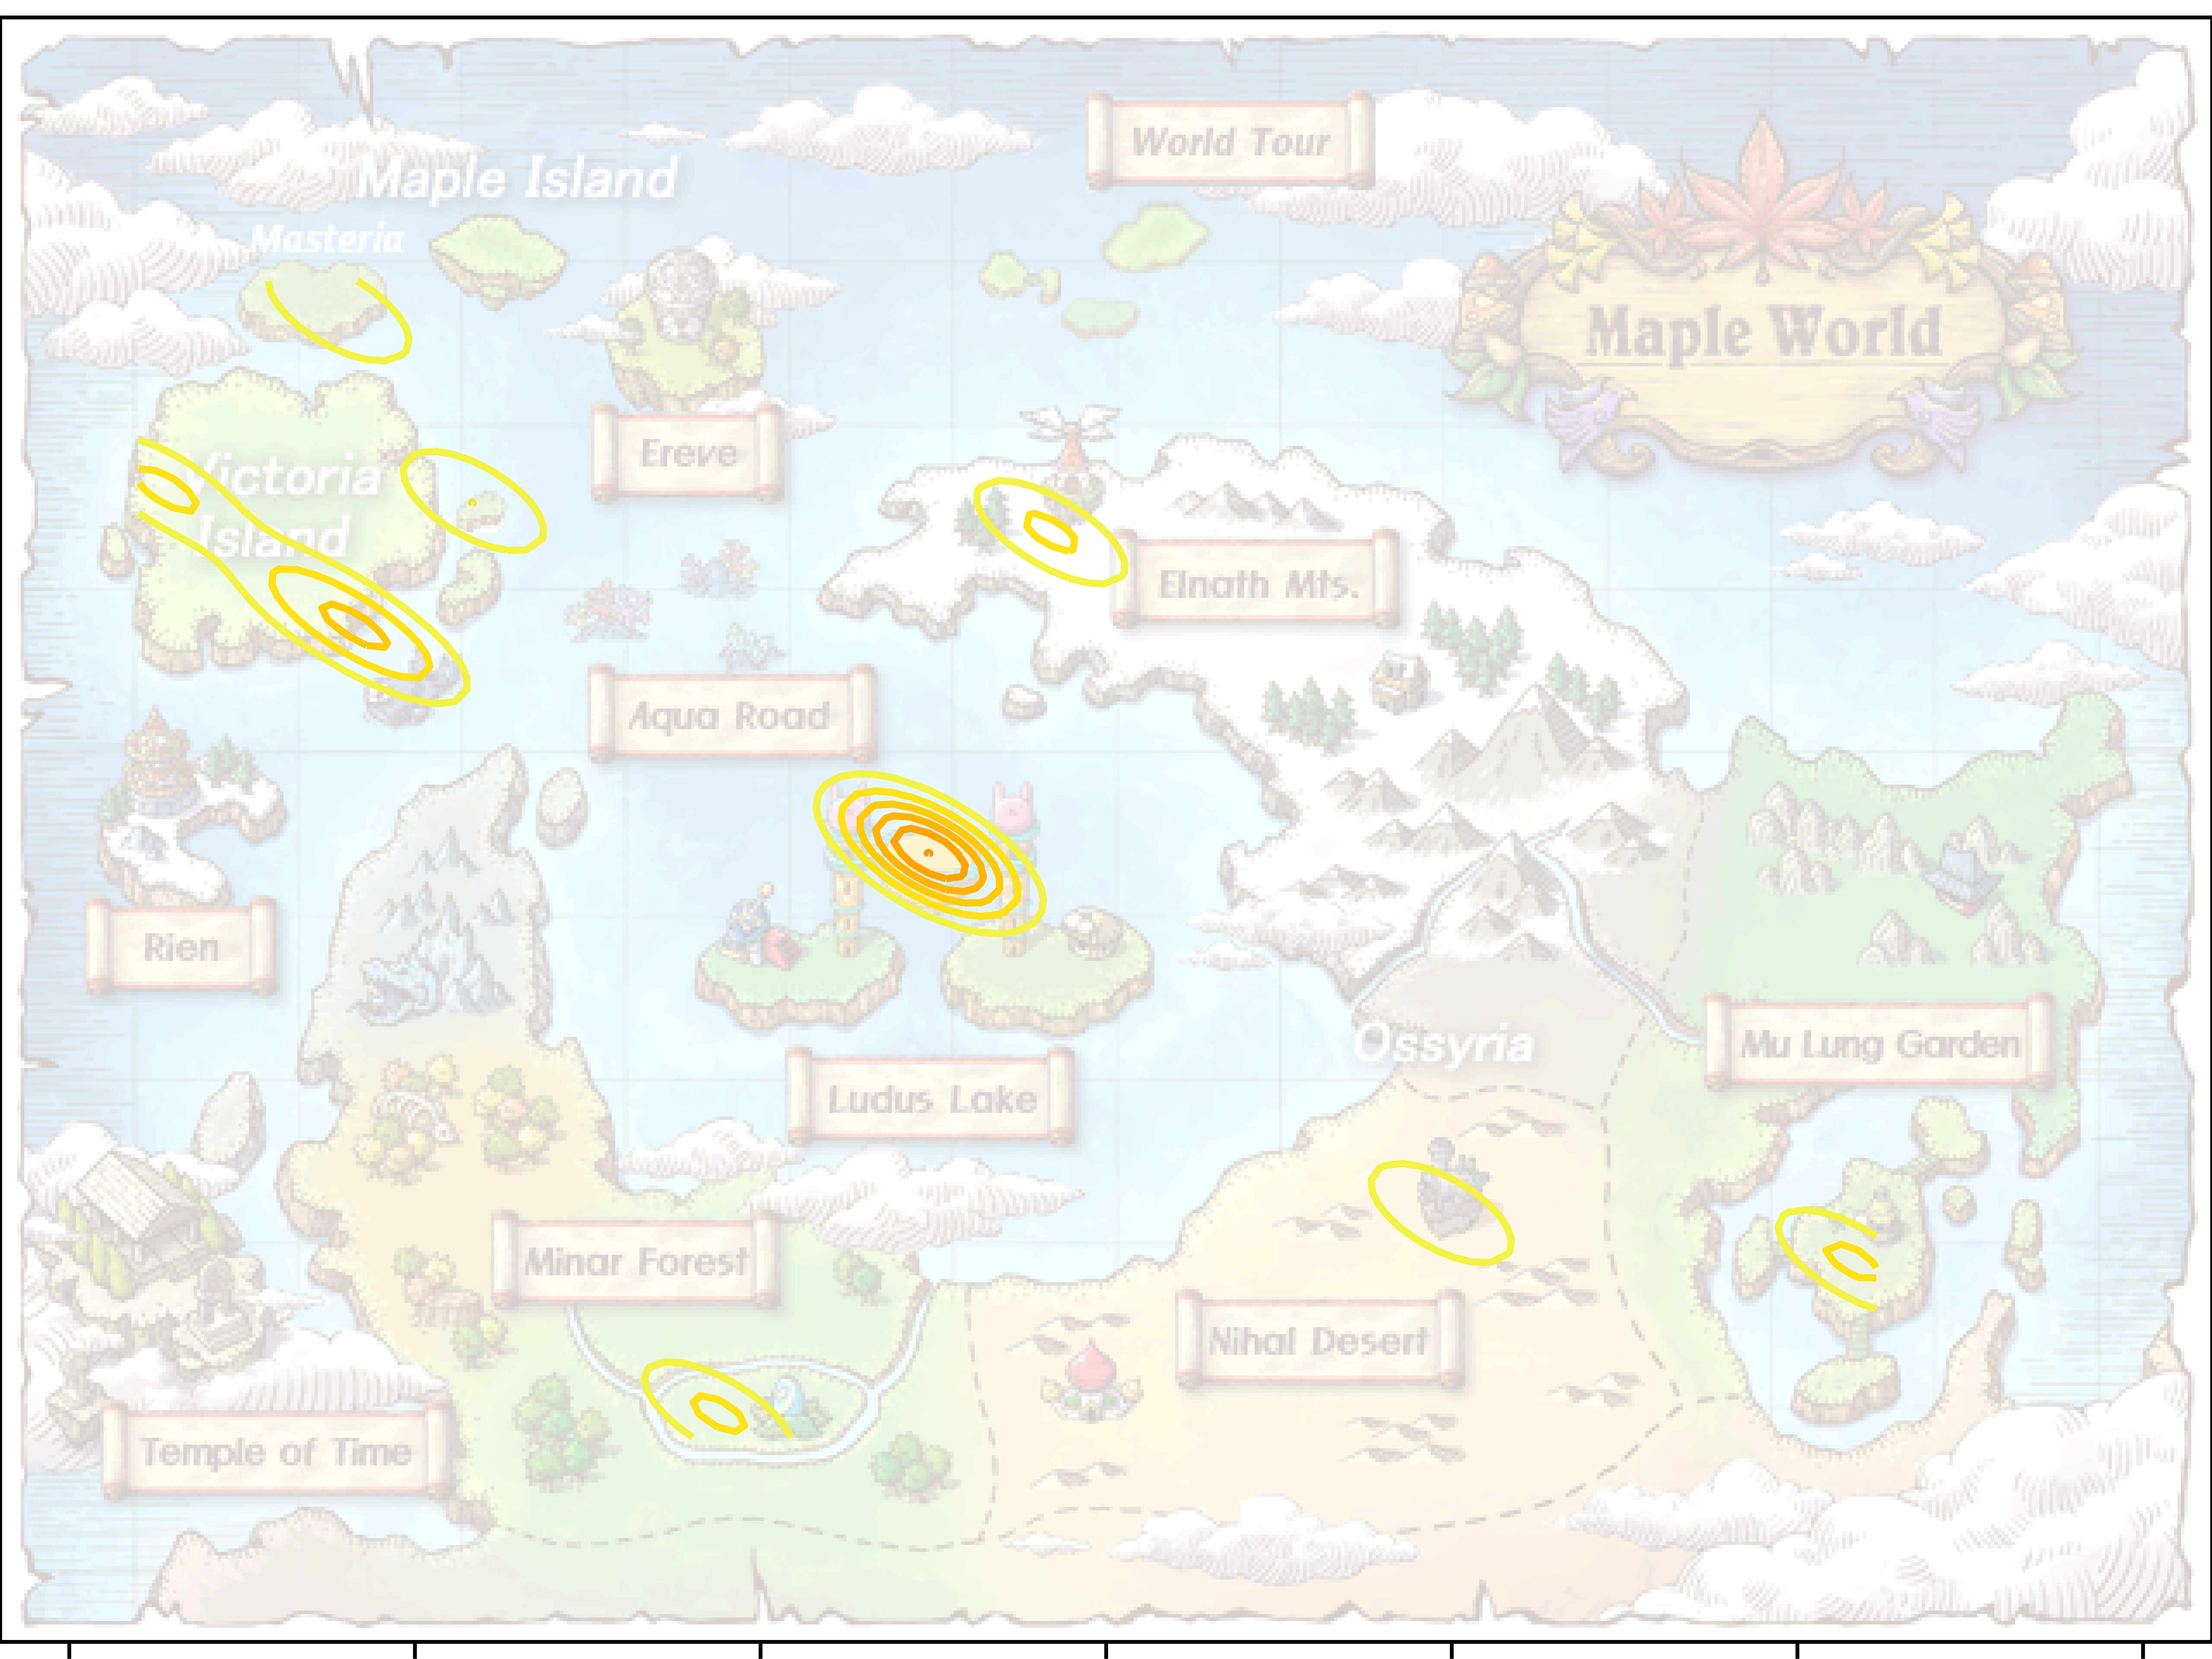 World Tour
Maple Island
Masteria
Maple World
Ereve
Victoria
Island
Elnath Mts.
Aqua Road
Rien
Ossyria
Mu Lung Garden
Ludus Lake
Minar Forest
Nihal Desert
Temple of Time